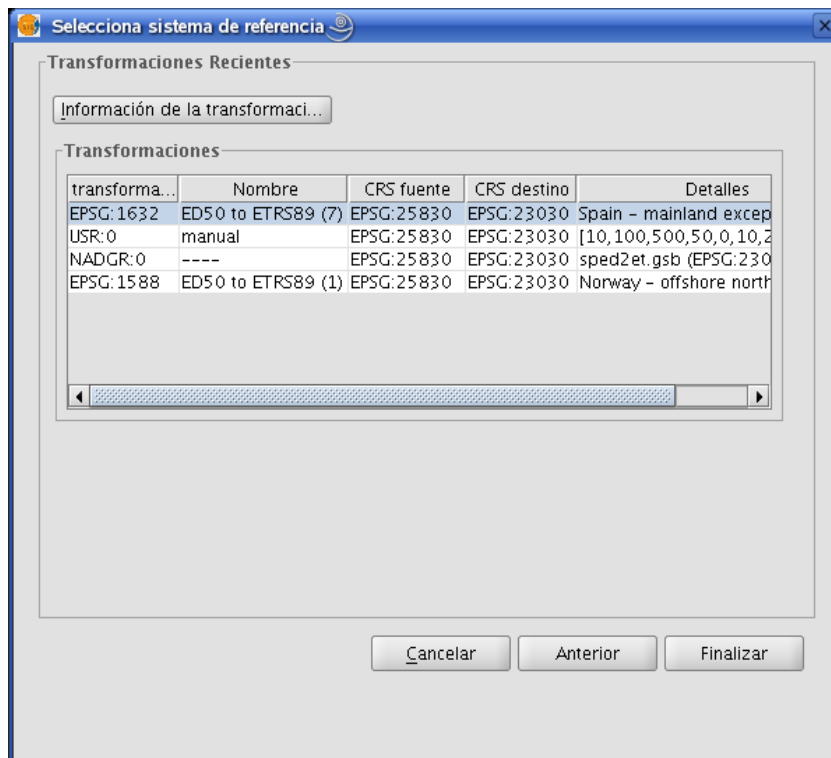 Selecciona sistema de referencia
Transformaciones Recientes
Información de la transformaci...
Transformaciones
transforma... Nombre CRS fuente CRS destino Detalles
EPSG:1632 ED50 to ETRS89 (7) EPSG:25830 EPSG:23030 Spain - mainland excep
USR:0 manual EPSG:25830 EPSG:23030 [10,100,500,50,0,10,2
NADGR:0 ---- EPSG:25830 EPSG:23030 sped2et.gsb (EPSG:230
EPSG:1588 ED50 to ETRS89 (1) EPSG:25830 EPSG:23030 Norway - offshore north
Cancelar Anterior Finalizar